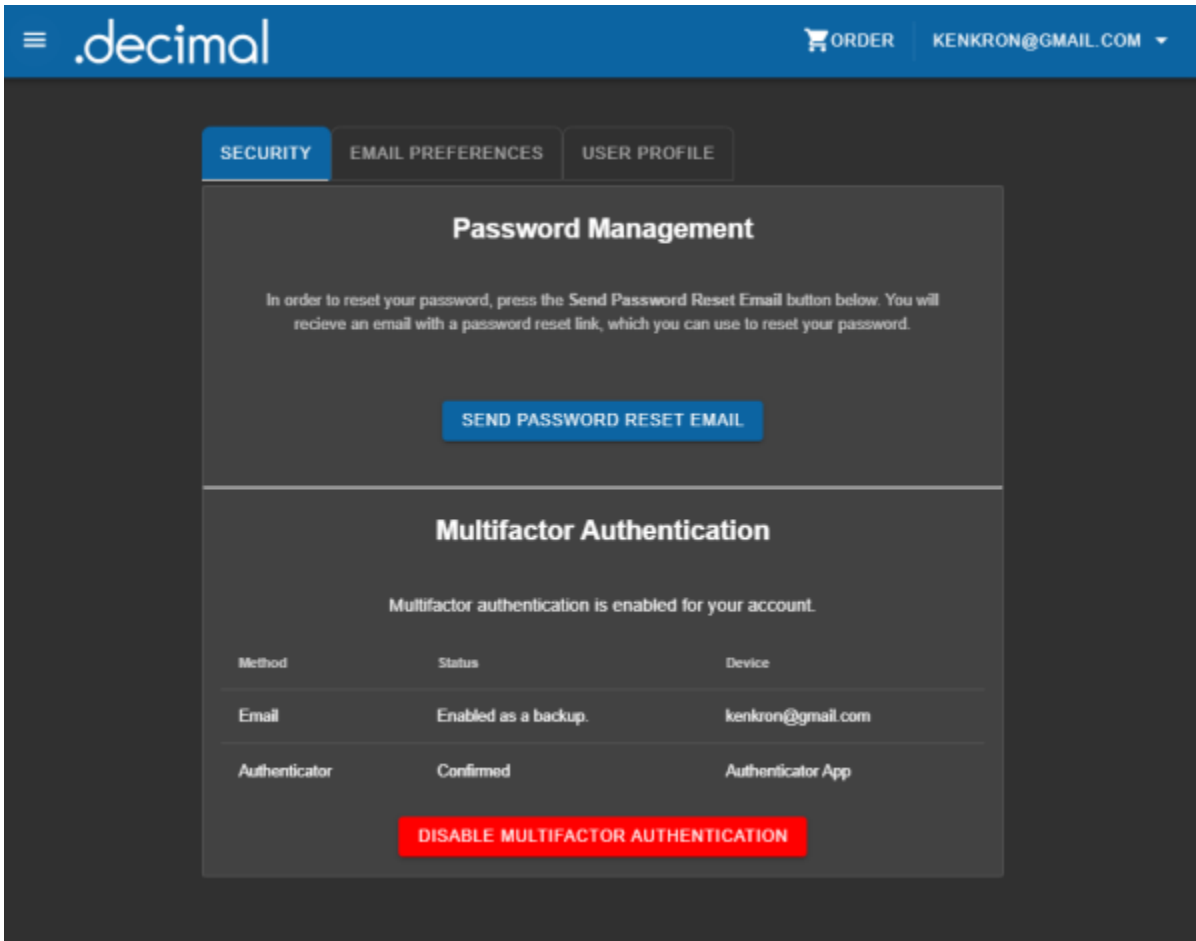 .decimal
ORDER
KENKRON@GMAIL.COM
SECURITY
EMAIL PREFERENCES
USER PROFILE
Password Management
In order to reset your password, press the Send Password Reset Email button below. You will
recieve an email with a password reset link, which you can use to reset your password.
SEND PASSWORD RESET EMAIL
Multifactor Authentication
Multifactor authentication is enabled for your account.
Method Status Device
Email Enabled as a backup. kenkron@gmail.com
Authenticator Confirmed Authenticator App
DISABLE MULTIFACTOR AUTHENTICATION